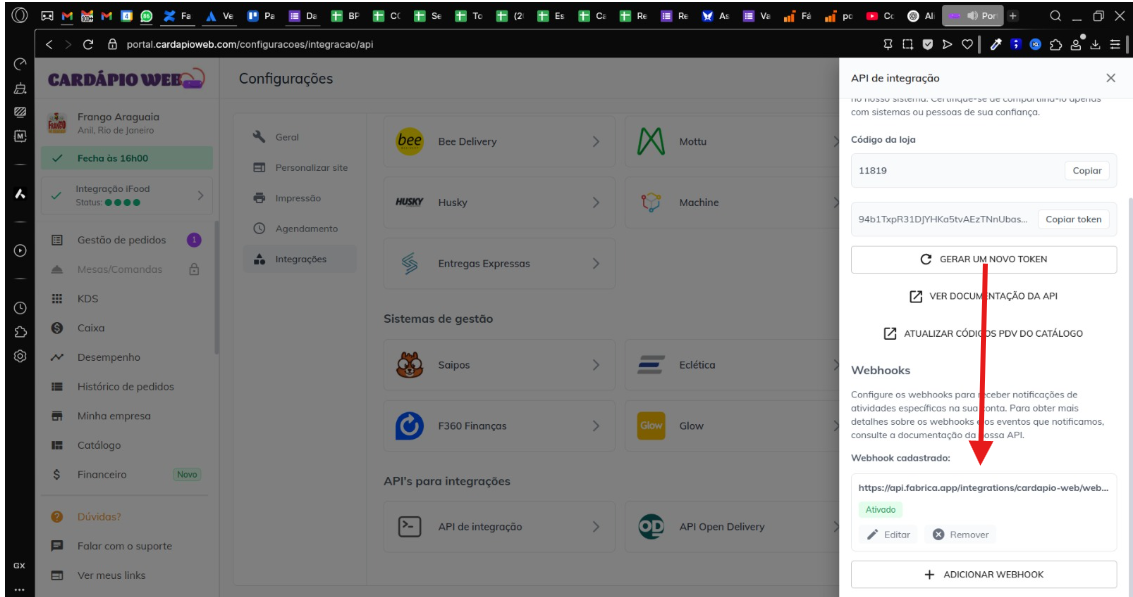 Fa
Ve
Pa
Da
BF
Se
Tc
(2
Es
Ca
Re
Re
As
Va
Fá
pc
Cc
Ali
Por
portal.cardapioweb.com/configuracoes/integracao/api
CARDÁPIO WEB
Frango Araguaia
Anil, Rio de Janeiro
Fecha às 16h00
Integração iFood
Status:
Gestão de pedidos
1
Mesas/Comandas
KDS
Caixa
Desempenho
Histórico de pedidos
Minha empresa
Catálogo
Financeiro
Novo
Dúvidas?
Falar com o suporte
Ver meus links
GX
Configurações
Geral
Personalizar site
Impressão
Agendamento
Integrações
bee
Bee Delivery
Mottu
HUSKY
Husky
Machine
Entregas Expressas
Sistemas de gestão
Saipos
Eclética
F360 Finanças
Glow
Glow
API's para integrações
API de integração
API Open Delivery
API de integração
no nosso sistema. Certifique-se de compartilhá-lo apenas
com sistemas ou pessoas de sua confiança.
Código da loja
11819
Copiar
94b1TxpR31DJYHKa5tvAEzTNnUbas...
Copiar token
GERAR UM NOVO TOKEN
VER DOCUMENTAÇÃO DA API
ATUALIZAR CÓDIGOS PDV DO CATÁLOGO
Webhooks
Configure os webhooks para receber notificações de
atividades específicas na sua conta. Para obter mais
detalhes sobre os webhooks e os eventos que notificamos,
consulte a documentação da nossa API.
Webhook cadastrado:
https://api.fabrica.app/integrations/cardapio-web/web...
Ativado
Editar
Remover
ADICIONAR WEBHOOK